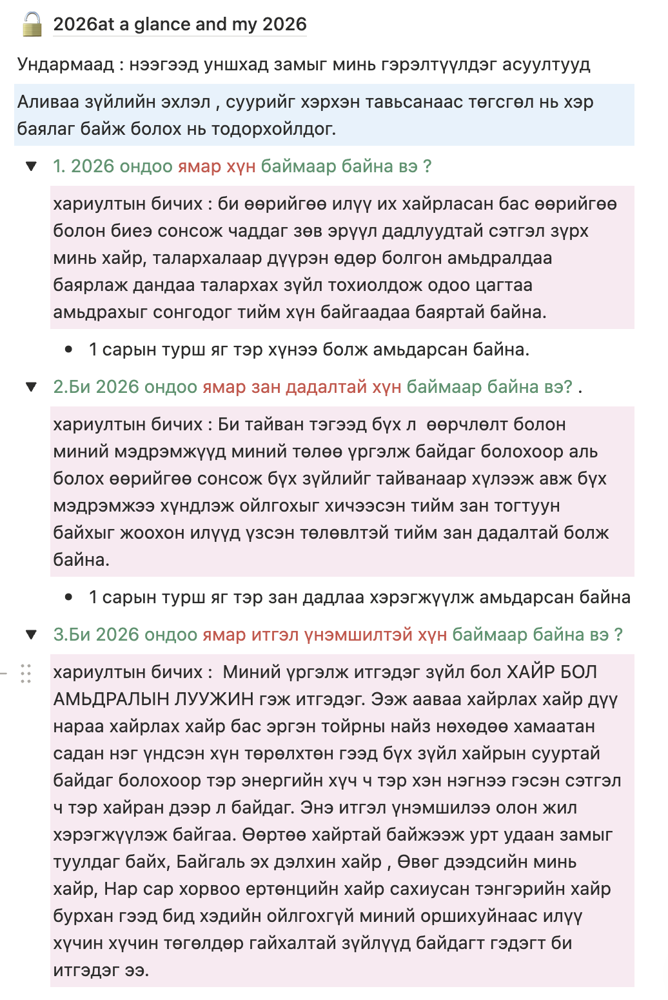 2026at a glance and my 2026
Ундармаад : нээгээд уншхад замыг минь гэрэлтүүлдэг асуултууд
Аливаа зүйлийн эхлэл , суурийг хэрхэн тавьсанаас төгсгөл нь хэр
баялаг байж болох нь тодорхойлдог.
1. 2026 ондоо ямар хүн баймаар байна вэ ?
хариултын бичих : би өөрийгөө илүү их хайрласан бас өөрийгөө
болон биеэ сонсож чаддаг зөв эрүүл дадлуудтай сэтгэл зүрх
минь хайр, талархалаар дүүрэн өдөр болгон амьдралдаа
баярлаж дандаа талархах зүйл тохиолдож одоо цагтаа
амьдрахыг сонгодог тийм хүн байгаадаа баяртай байна.
• 1 сарын турш яг тэр хүнээ болж амьдарсан байна.
2.Би 2026 ондоо ямар зан дадалтай хүн баймаар байна вэ? .
хариултын бичих : Би тайван тэгээд бүх л  өөрчлөлт болон
миний мэдрэмжүүд миний төлөө үргэлж байдаг болохоор аль
болох өөрийгөө сонсож бүх зүйлийг тайванаар хүлээж авж бүх
мэдрэмжээ хүндлэж ойлгохыг хичээсэн тийм зан тогтуун
байхыг жоохон илүүд үзсэн төлөвлтэй тийм зан дадалтай болж
байна.
• 1 сарын турш яг тэр зан дадлаа хэрэгжүүлж амьдарсан байна
3.Би 2026 ондоо ямар итгэл үнэмшилтэй хүн баймаар байна вэ ?
хариултын бичих :  Миний үргэлж итгэдэг зүйл бол ХАЙР БОЛ
АМЬДРАЛЫН ЛУУЖИН гэж итгэдэг. Ээж ааваа хайрлах хайр дүү
нараа хайрлах хайр бас эргэн тойрны найз нөхөдөө хамаатан
садан нэг үндсэн хүн төрөлхтөн гээд бүх зүйл хайрын сууртай
байдаг болохоор тэр энергийн хүч ч тэр хэн нэгнээ гэсэн сэтгэл
ч тэр хайран дээр л байдаг. Энэ итгэл үнэмшилээ олон жил
хэрэгжүүлэж байгаа. Өөртөө хайртай байжээж урт удаан замыг
туулдаг байх, Байгаль эх дэлхин хайр , Өвөг дээдсийн минь
хайр, Нар сар хорвоо ертөнцийн хайр сахиусан тэнгэрийн хайр
бурхан гээд бид хэдийн ойлгохгүй миний оршихуйнаас илүү
хүчин хүчин төгөлдөр гайхалтай зүйлүүд байдагт гэдэгт би
итгэдэг ээ.